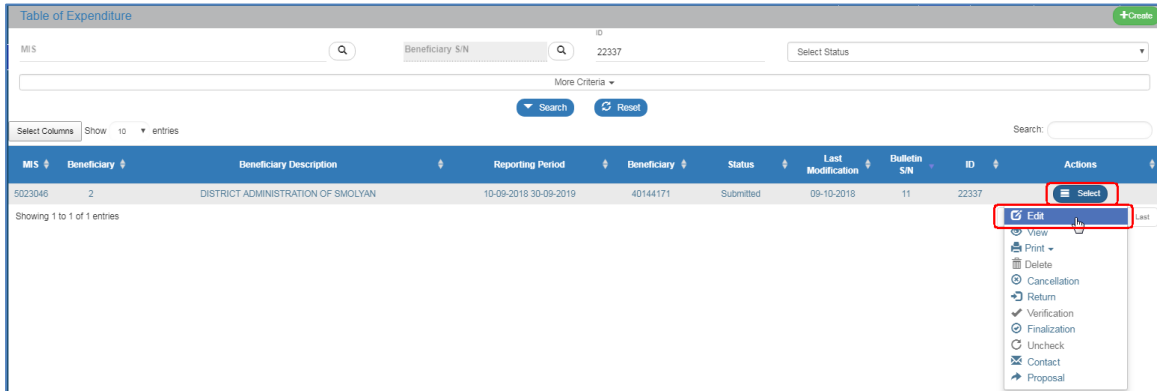 Table of Expenditure
+Create
ID
MIS
Beneficiary S/N
22337
Select Status
More Criteria
Search
Reset
Select Columns Show 10 entries
Search:
MIS Beneficiary Beneficiary Description Reporting Period Beneficiary Status Last Modification Bulletin S/N ID Actions
5023046 2 DISTRICT ADMINISTRATION OF SMOLYAN 10-09-2018 30-09-2019 40144171 Submitted 09-10-2018 11 22337 Select
Showing 1 to 1 of 1 entries
Last
Edit
View
Print
Delete
Cancellation
Return
Verification
Finalization
Uncheck
Contact
Proposal